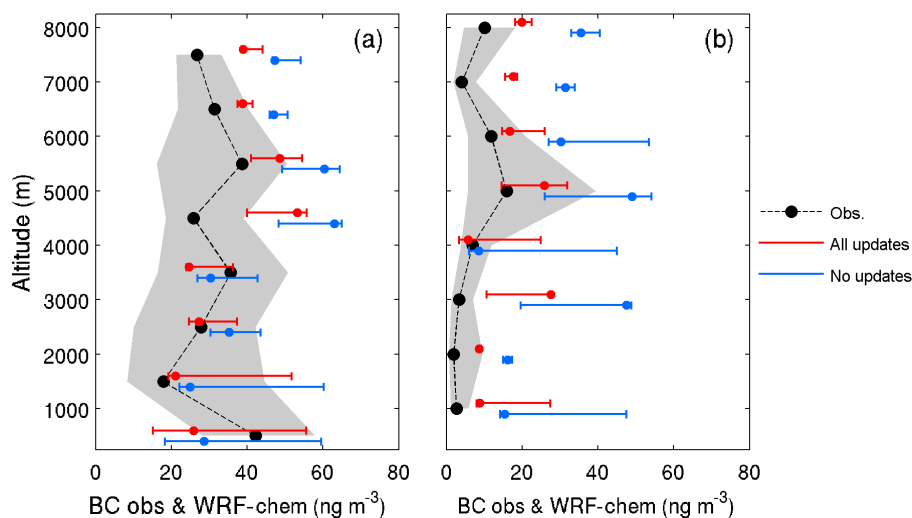 (a)
8000
7000
6000
5000
4000
3000
2000
1000
Altitude (m)
0 20 40 60 80
BC obs & WRF-chem (ng m⁻³)
(b)
0 20 40 60 80
BC obs & WRF-chem (ng m⁻³)
Obs.
All updates
No updates